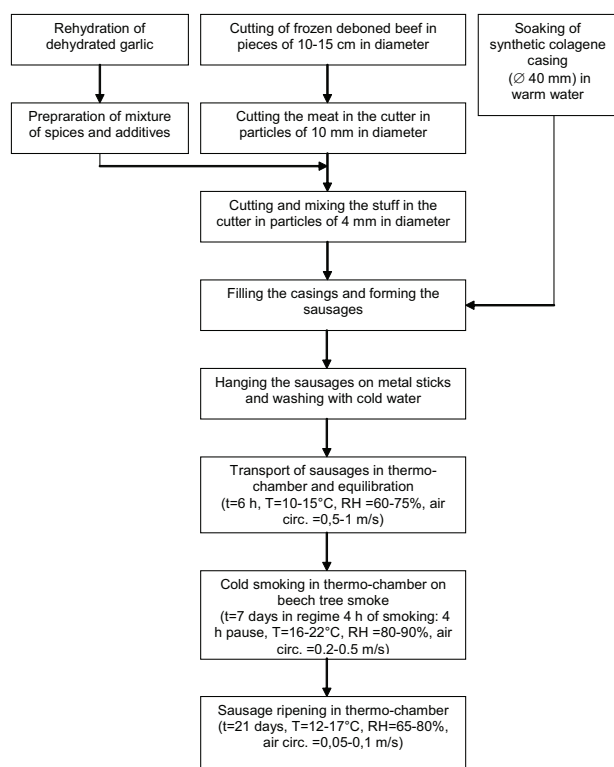 Rehydration of
dehydrated garlic
Cutting of frozen deboned beef in
pieces of 10-15 cm in diameter
Soaking of
synthetic colagene
casing
(∅ 40 mm) in
warm water
Prepraration of mixture
of spices and additives
Cutting the meat in the cutter in
particles of 10 mm in diameter
Cutting and mixing the stuff in the
cutter in particles of 4 mm in diameter
Filling the casings and forming the
sausages
Hanging the sausages on metal sticks
and washing with cold water
Transport of sausages in thermo-
chamber and equilibration
(t=6 h, T=10-15°C, RH =60-75%, air
circ. =0,5-1 m/s)
Cold smoking in thermo-chamber on
beech tree smoke
(t=7 days in regime 4 h of smoking: 4
h pause, T=16-22°C, RH =80-90%, air
circ. =0.2-0.5 m/s)
Sausage ripening in thermo-chamber
(t=21 days, T=12-17°C, RH=65-80%,
air circ. =0,05-0,1 m/s)